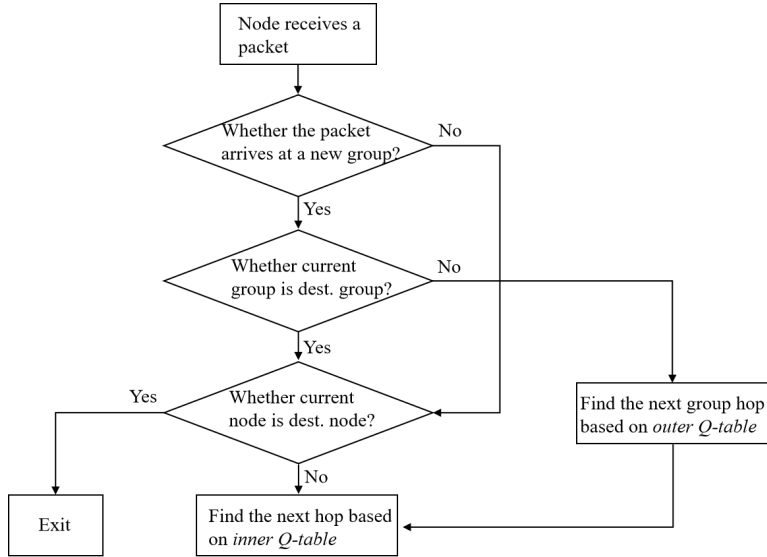 Node receives a
packet
Whether the packet
arrives at a new group?
No
Yes
Whether current
group is dest. group?
No
Yes
Whether current
node is dest. node?
Yes
No
Find the next group hop
based on outer Q-table
Exit
Find the next hop based
on inner Q-table